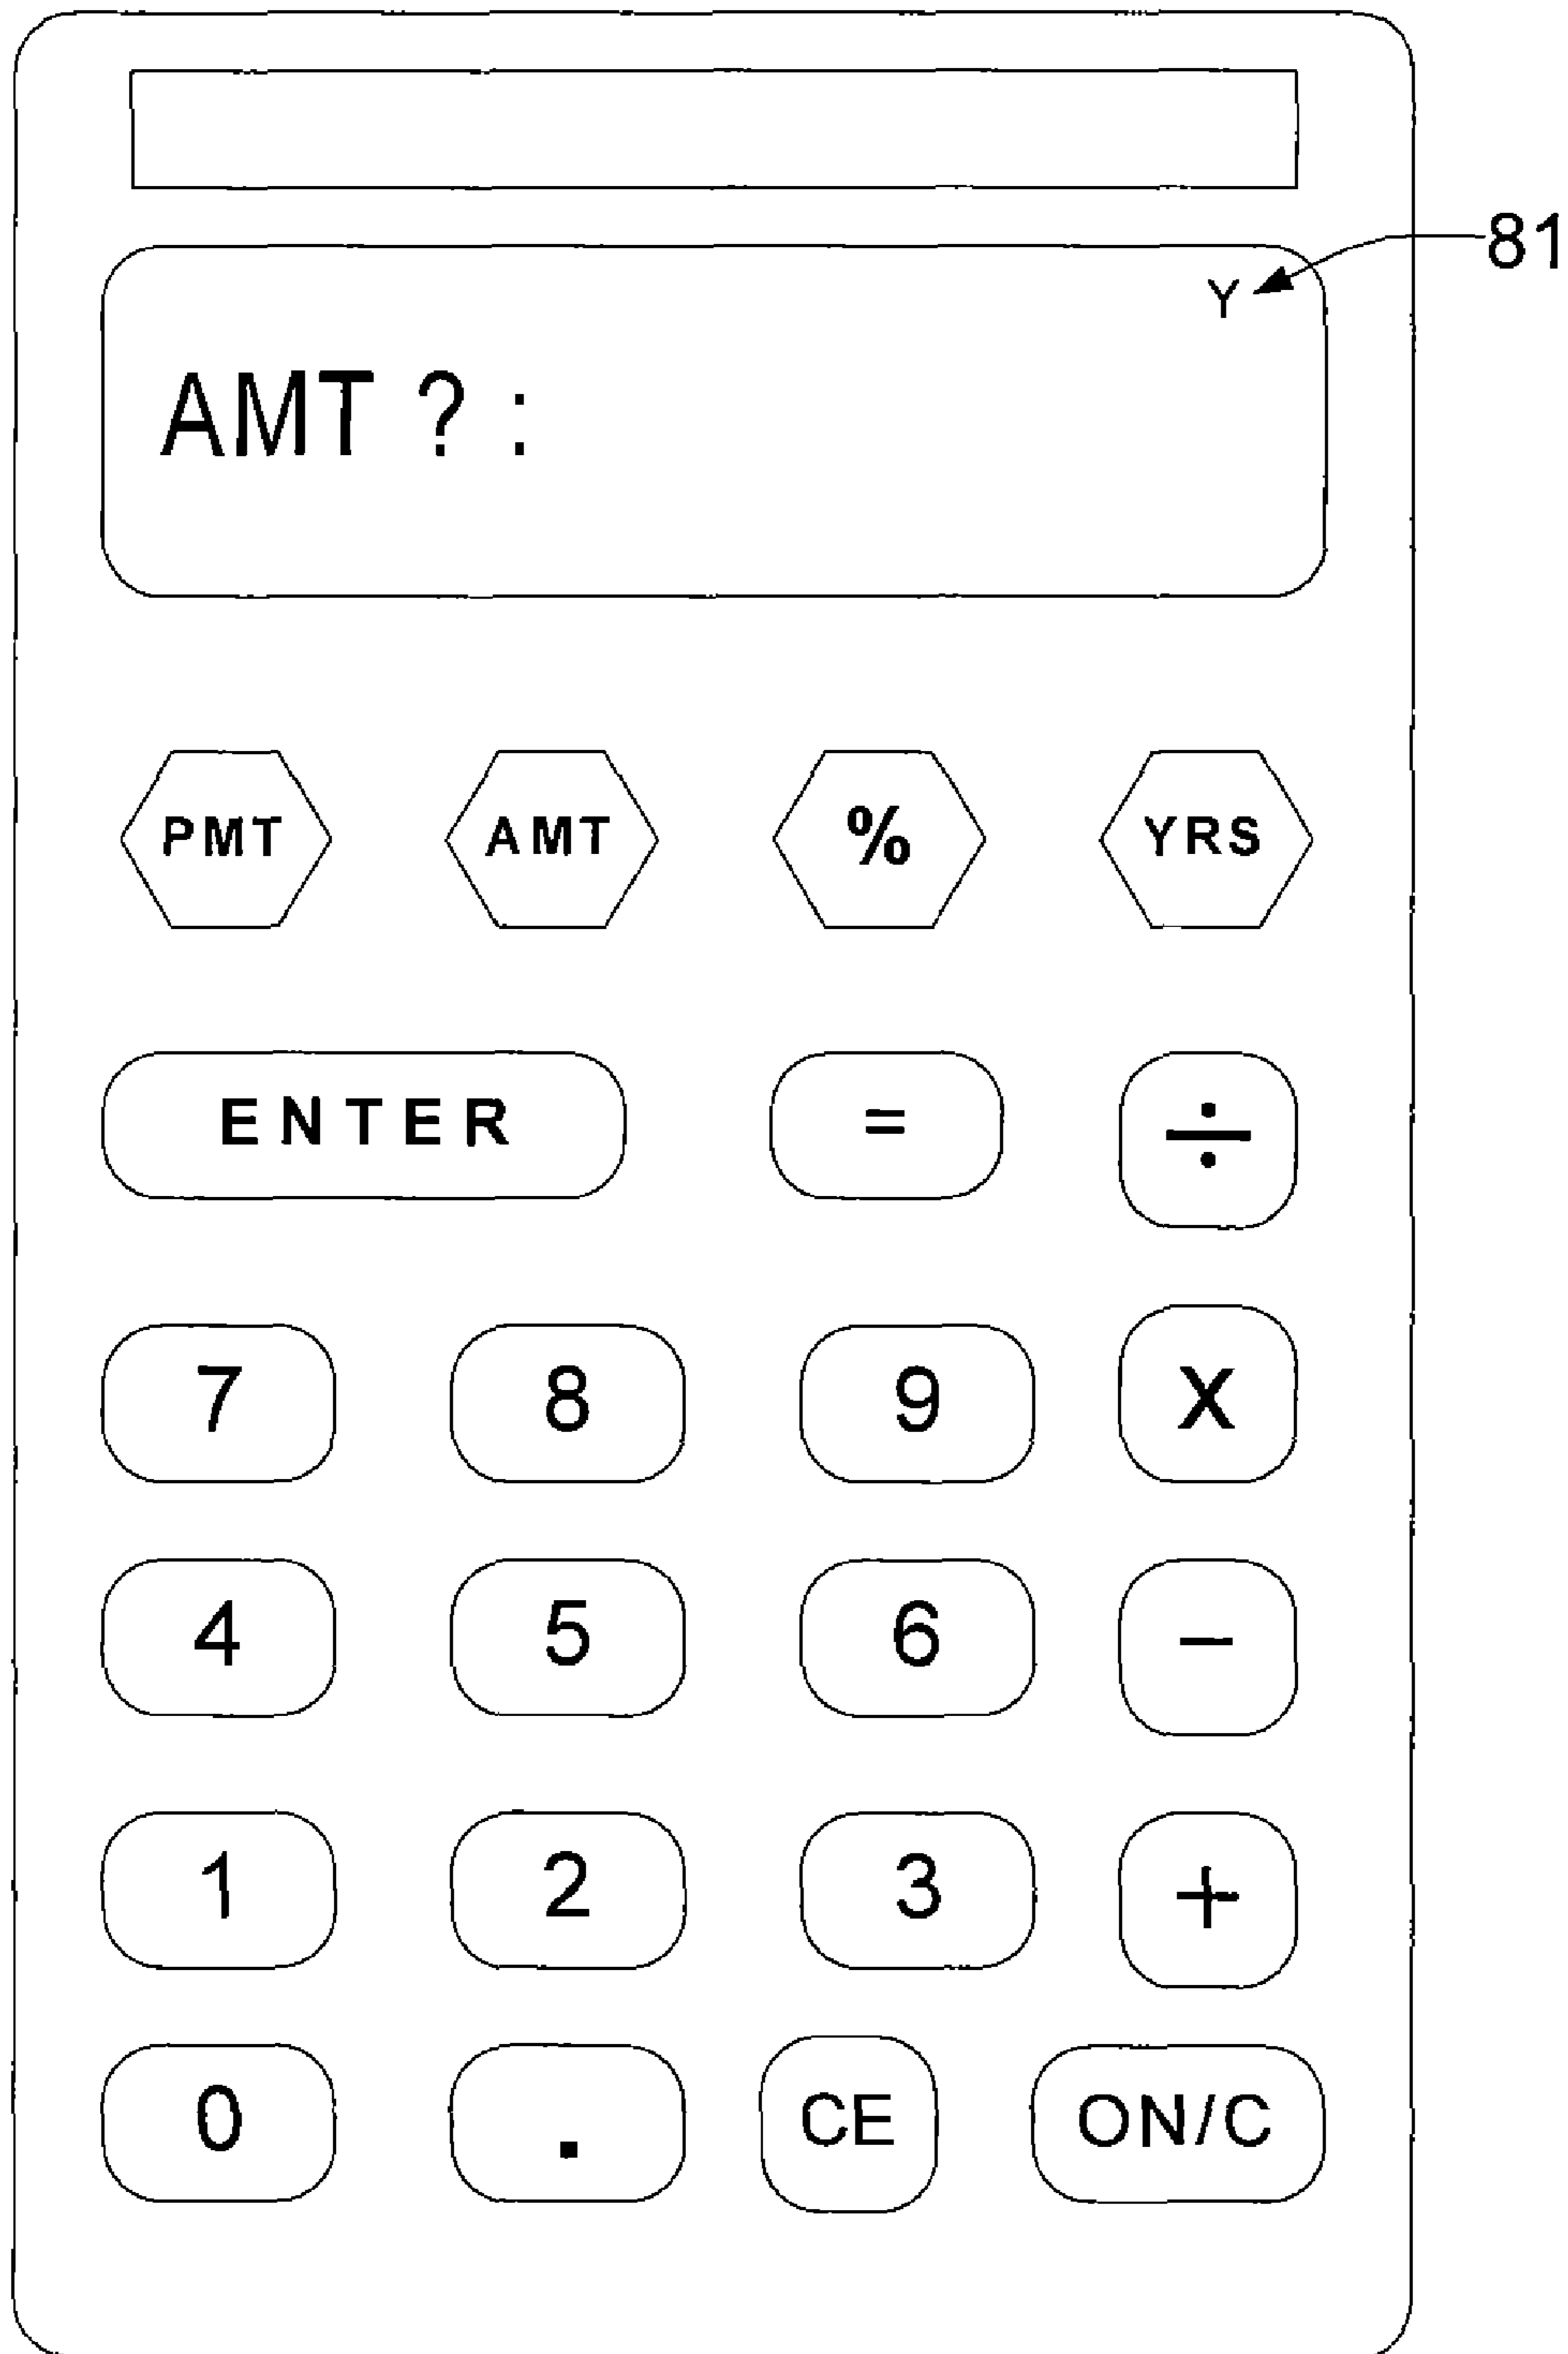 81
Y
AMT ? :
PMT AMT % YRS
ENTER = ÷
7 8 9 X
4 5 6 −
1 2 3 +
0 . CE ON/C